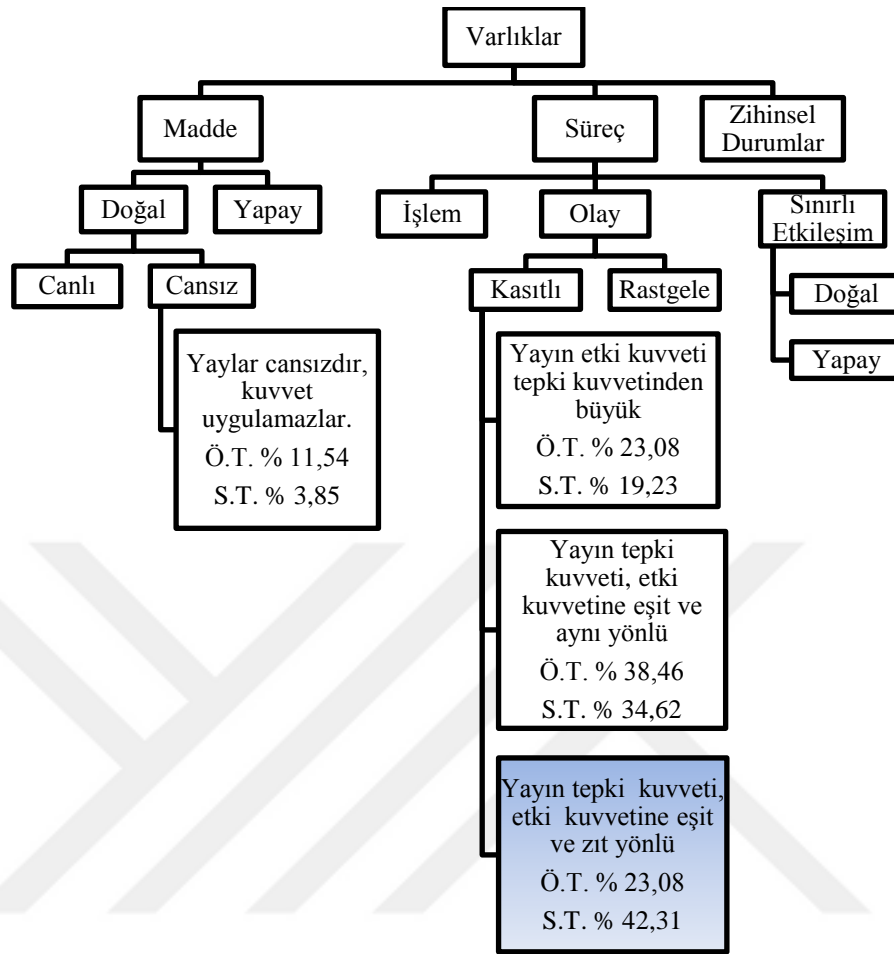 Varlıklar
Madde
Süreç
Zihinsel
Durumlar
Doğal
Yapay
İşlem
Olay
Sınırlı
Etkileşim
Canlı
Cansız
Kasıtlı
Rastgele
Doğal
Yapay
Yaylar cansızdır,
kuvvet
uygulamazlar.
Ö.T. % 11,54
S.T. % 3,85
Yayın etki kuvveti
tepki kuvvetinden
büyük
Ö.T. % 23,08
S.T. % 19,23
Yayın tepki
kuvveti, etki
kuvvetine eşit ve
aynı yönlü
Ö.T. % 38,46
S.T. % 34,62
Yayın tepki kuvveti,
etki kuvvetine eşit
ve zıt yönlü
Ö.T. % 23,08
S.T. % 42,31